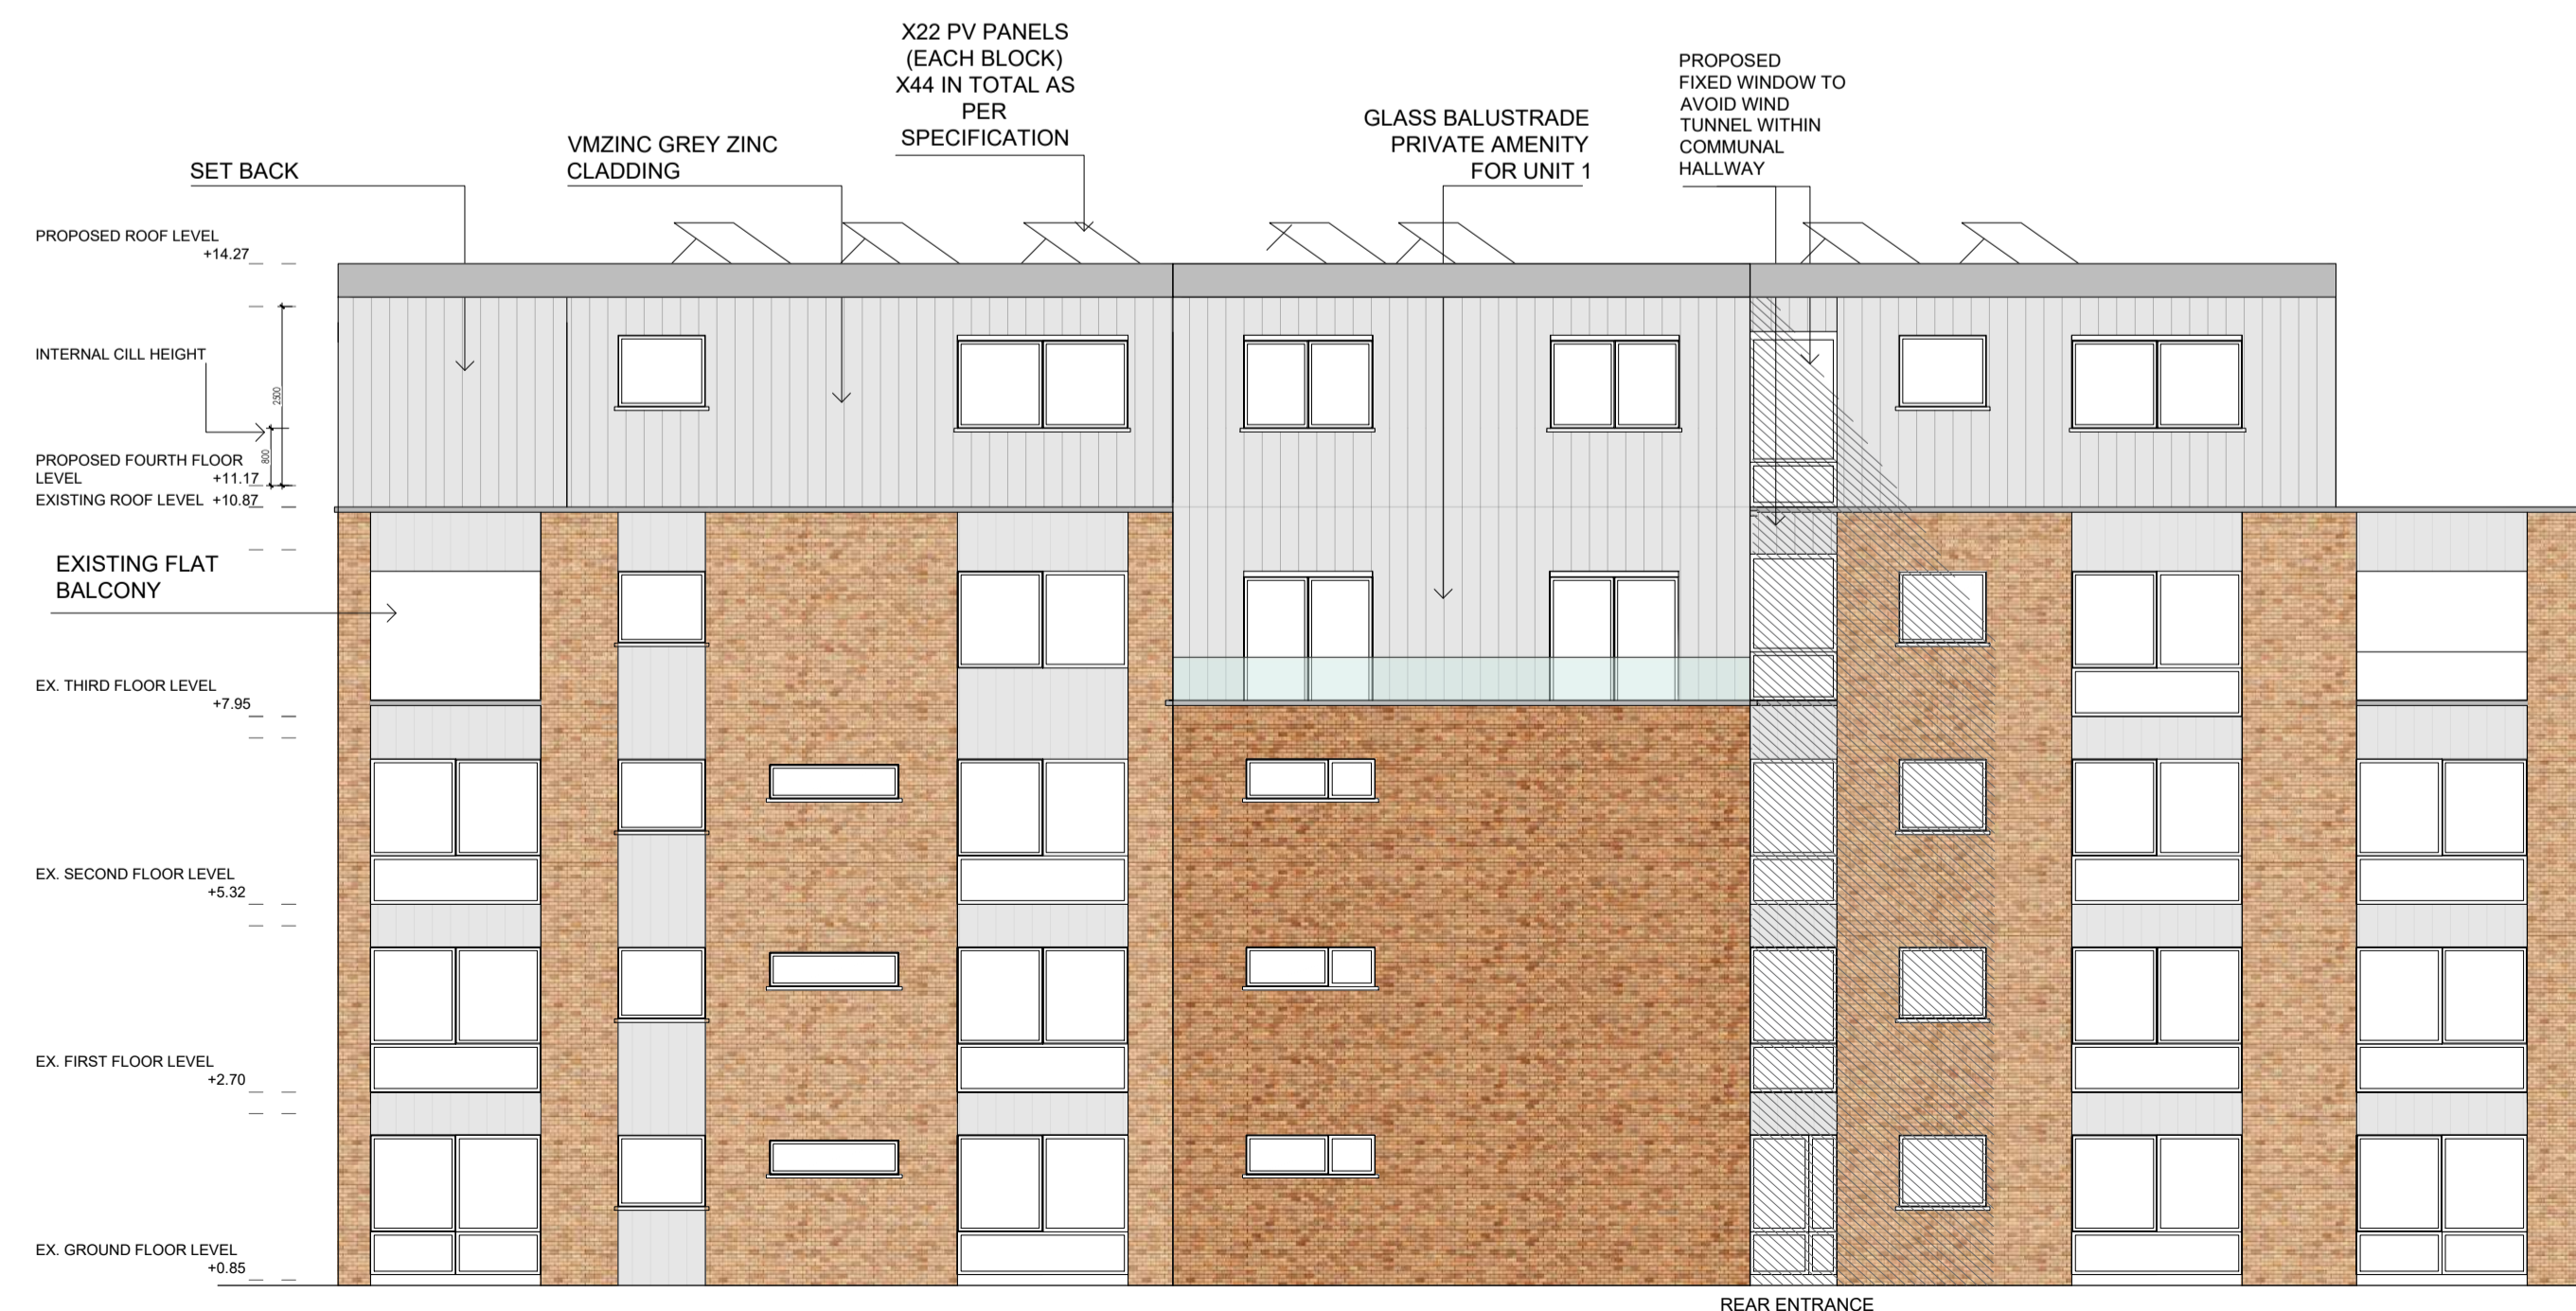 X22 PV PANELS
(EACH BLOCK)
X44 IN TOTAL AS
PER
SPECIFICATION
PROPOSED
FIXED WINDOW TO
AVOID WIND
TUNNEL WITHIN
COMMUNAL
HALLWAY
GLASS BALUSTRADE
PRIVATE AMENITY
FOR UNIT 1
VMZINC GREY ZINC
CLADDING
SET BACK
PROPOSED ROOF LEVEL
+14.27
INTERNAL CILL HEIGHT
2500
800
PROPOSED FOURTH FLOOR
LEVEL +11.17
EXISTING ROOF LEVEL +10.87
EXISTING FLAT
BALCONY
EX. THIRD FLOOR LEVEL
+7.95
EX. SECOND FLOOR LEVEL
+5.32
EX. FIRST FLOOR LEVEL
+2.70
EX. GROUND FLOOR LEVEL
+0.85
REAR ENTRANCE